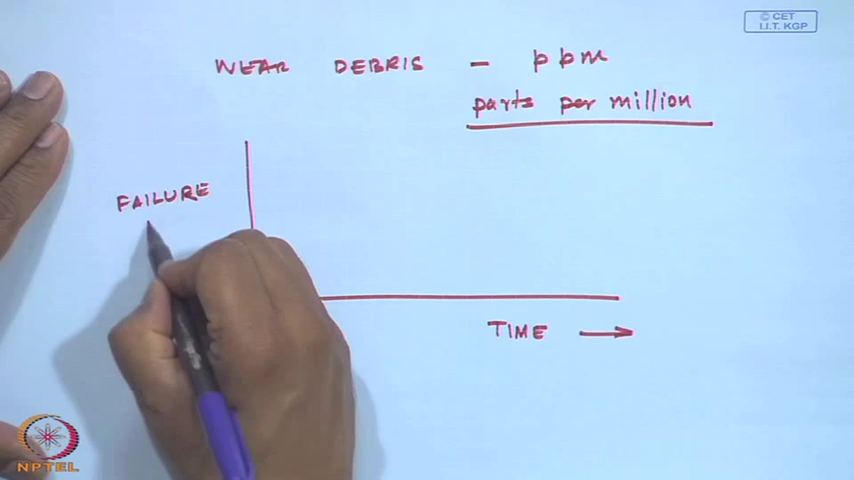 © CET
I.I.T. KGP
WEAR DEBRIS - ppm
parts per million
FAILURE
TIME →
NPTEL